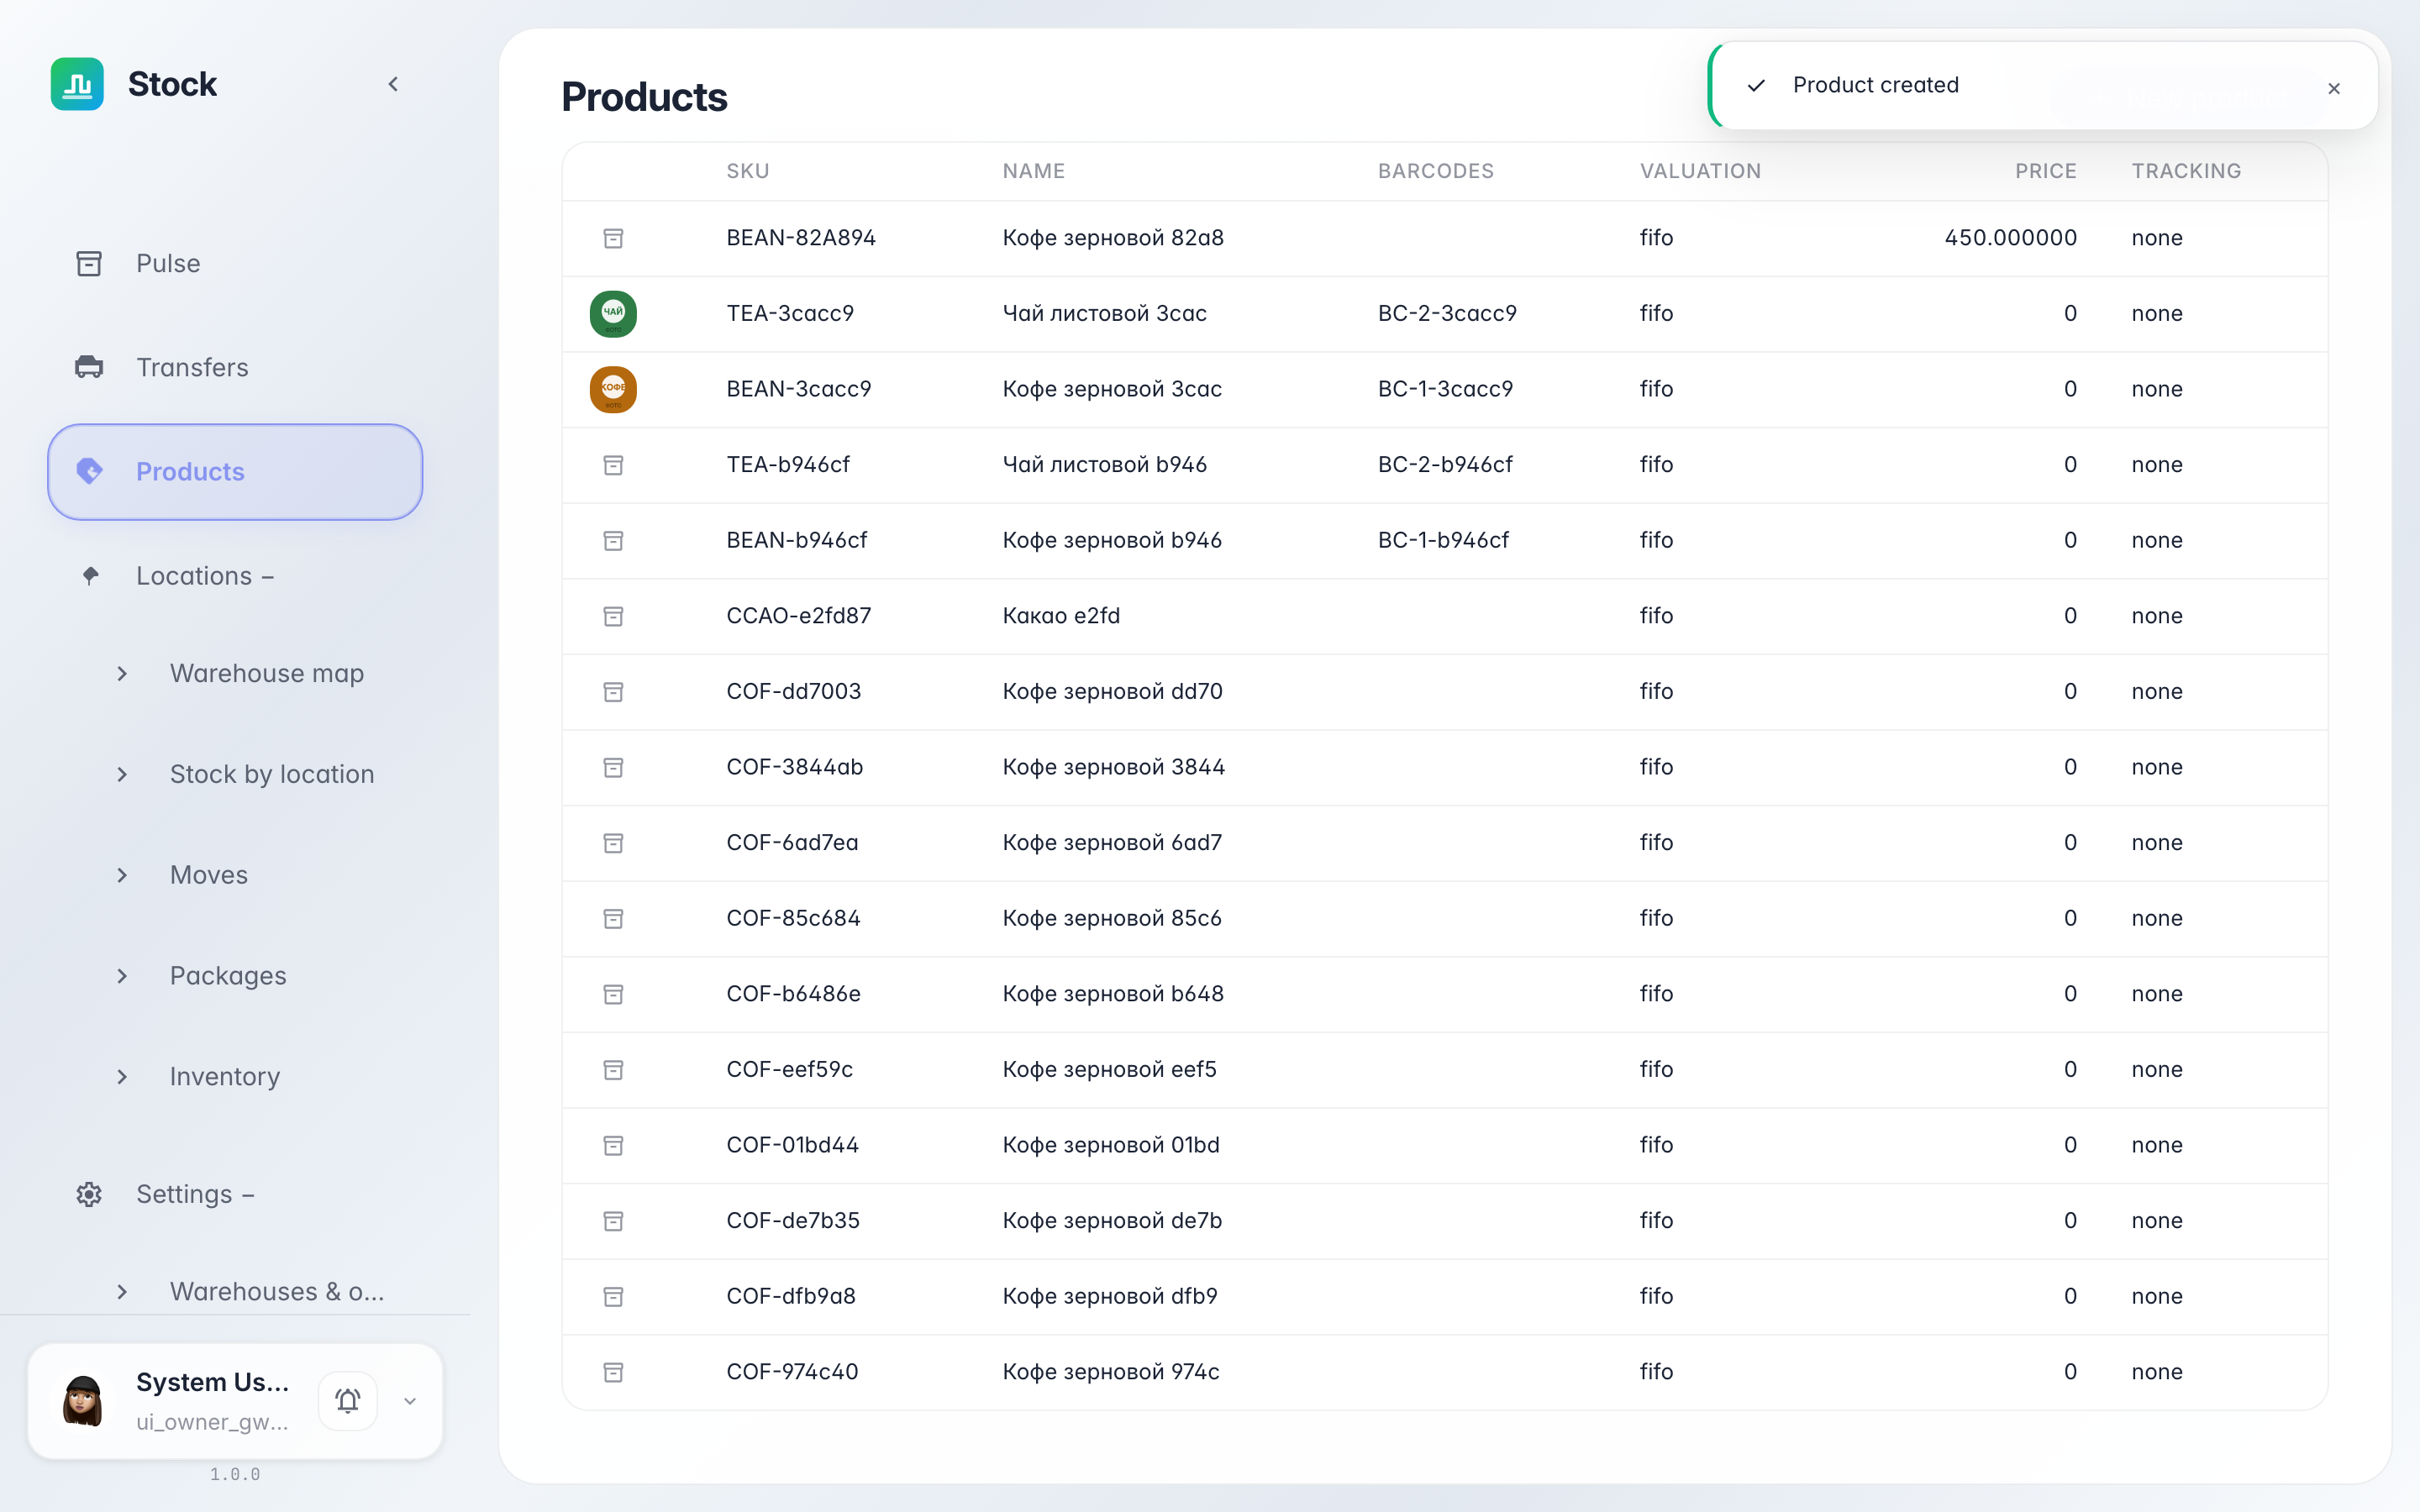 Stock
Pulse
Transfers
Products
Locations –
Warehouse map
Stock by location
Moves
Packages
Inventory
Settings –
Warehouses & o...
System Us...
ui_owner_gw...
1.0.0
Products
Product created
SKU NAME BARCODES VALUATION PRICE TRACKING
BEAN-82A894 Кофе зерновой 82a8 fifo 450.000000 none
ЧАЙ
ФОТО
TEA-3cacc9 Чай листовой 3cac BC-2-3cacc9 fifo 0 none
КОФЕ
ФОТО
BEAN-3cacc9 Кофе зерновой 3cac BC-1-3cacc9 fifo 0 none
TEA-b946cf Чай листовой b946 BC-2-b946cf fifo 0 none
BEAN-b946cf Кофе зерновой b946 BC-1-b946cf fifo 0 none
CCAO-e2fd87 Какао e2fd fifo 0 none
COF-dd7003 Кофе зерновой dd70 fifo 0 none
COF-3844ab Кофе зерновой 3844 fifo 0 none
COF-6ad7ea Кофе зерновой 6ad7 fifo 0 none
COF-85c684 Кофе зерновой 85c6 fifo 0 none
COF-b6486e Кофе зерновой b648 fifo 0 none
COF-eef59c Кофе зерновой eef5 fifo 0 none
COF-01bd44 Кофе зерновой 01bd fifo 0 none
COF-de7b35 Кофе зерновой de7b fifo 0 none
COF-dfb9a8 Кофе зерновой dfb9 fifo 0 none
COF-974c40 Кофе зерновой 974c fifo 0 none